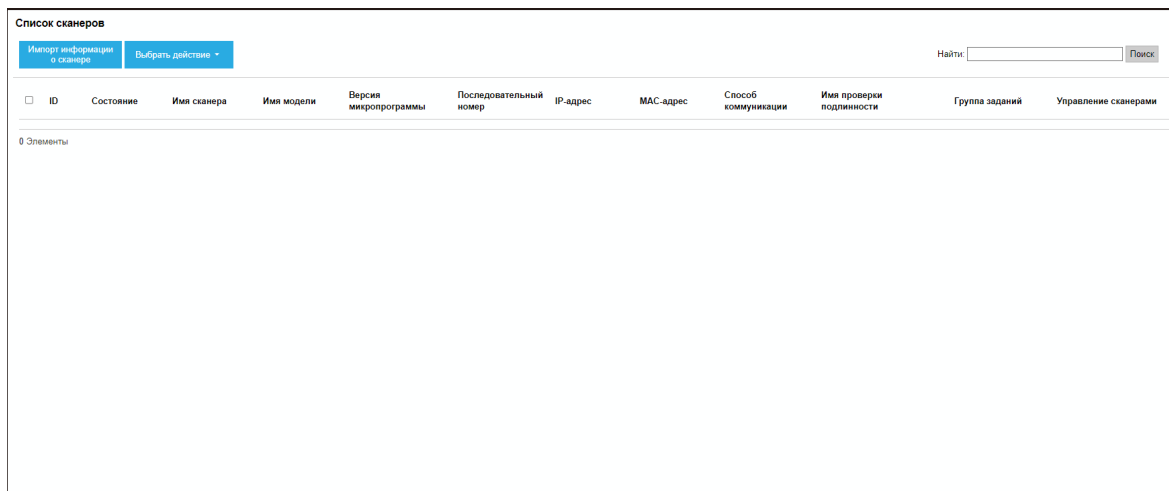 Список сканеров
Импорт информации
о сканере
Выбрать действие
Найти:
Поиск
ID
Состояние
Имя сканера
Имя модели
Версия
микропрограммы
Последовательный
номер
IP-адрес
MAC-адрес
Способ
коммуникации
Имя проверки
подлинности
Группа заданий
Управление сканерами
0 Элементы